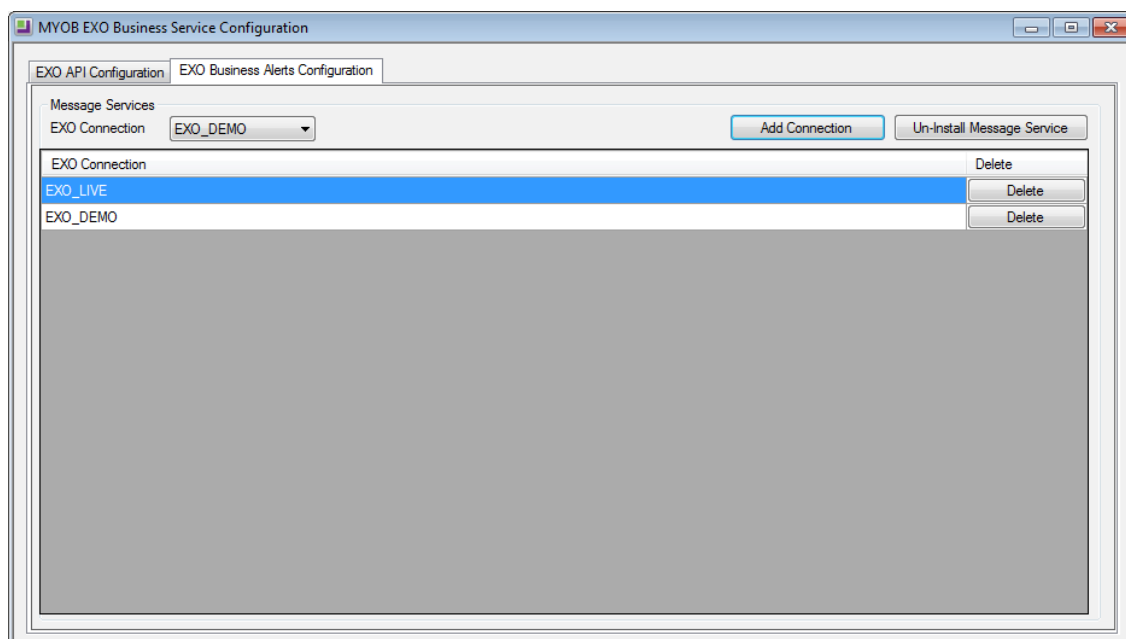 MYOB EXO Business Service Configuration
EXO API Configuration EXO Business Alerts Configuration
Message Services
EXO Connection EXO_DEMO Add Connection Un-Install Message Service
EXO Connection Delete
EXO_LIVE Delete
EXO_DEMO Delete